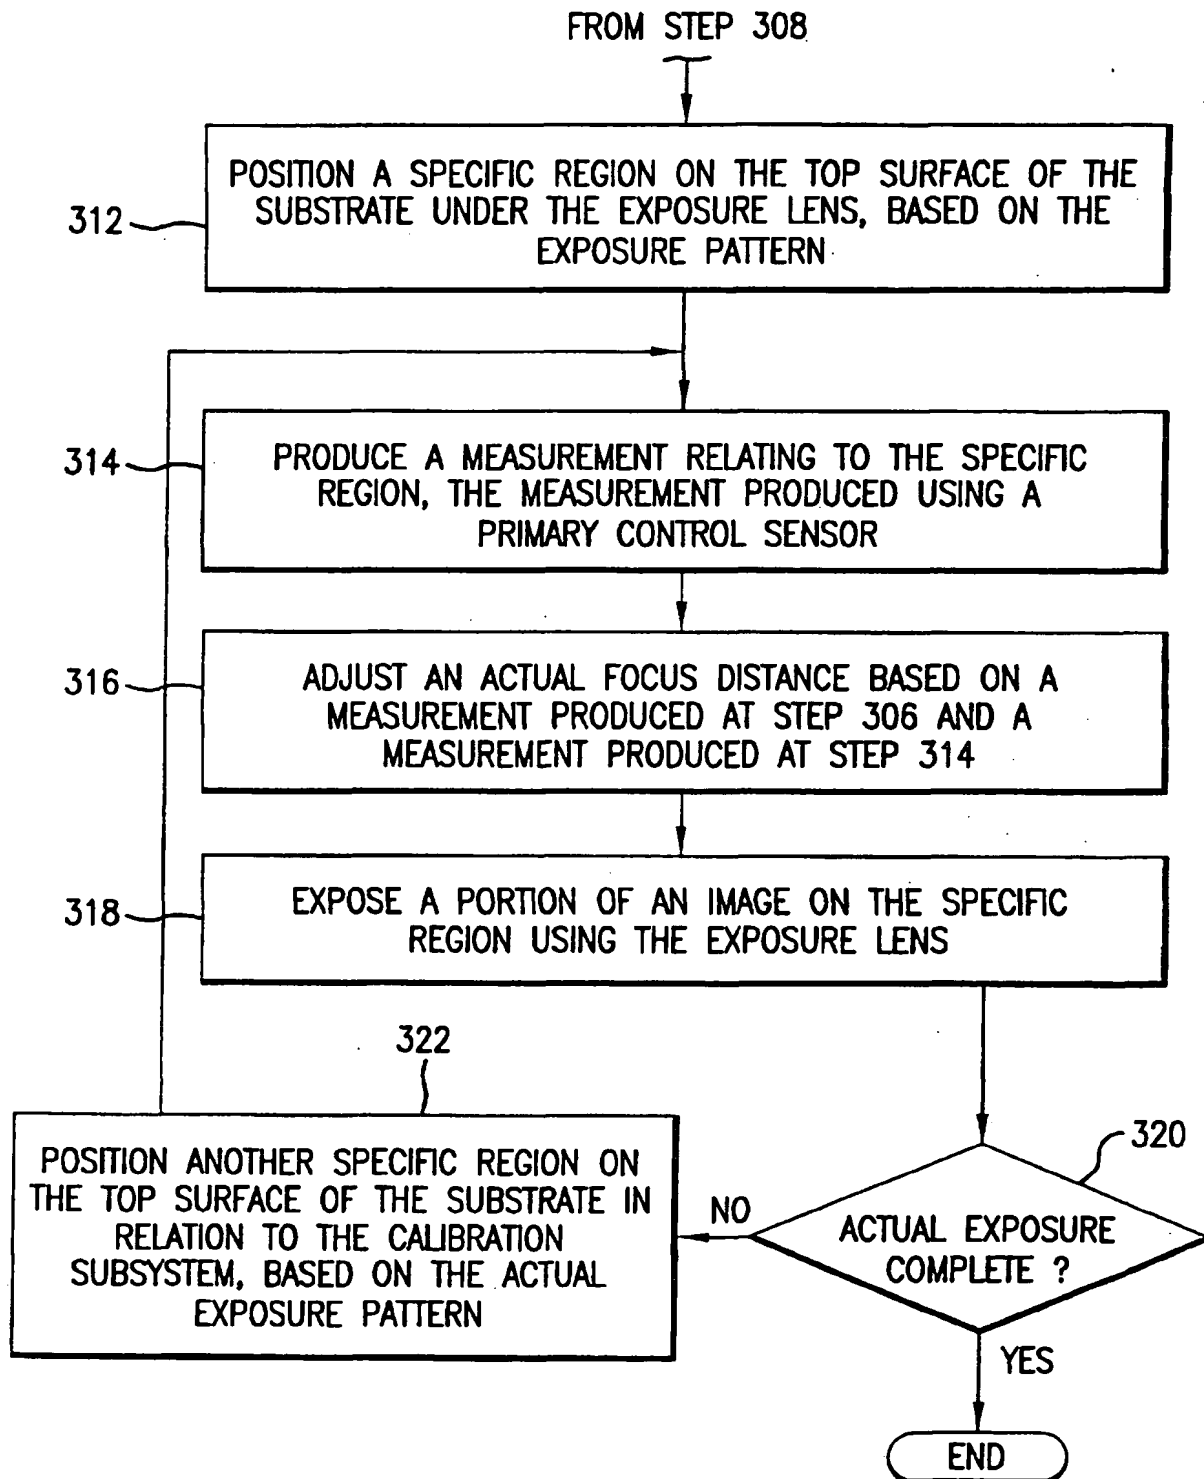 FROM STEP 308
312
POSITION A SPECIFIC REGION ON THE TOP SURFACE OF THE
SUBSTRATE UNDER THE EXPOSURE LENS, BASED ON THE
EXPOSURE PATTERN
314
PRODUCE A MEASUREMENT RELATING TO THE SPECIFIC
REGION, THE MEASUREMENT PRODUCED USING A
PRIMARY CONTROL SENSOR
316
ADJUST AN ACTUAL FOCUS DISTANCE BASED ON A
MEASUREMENT PRODUCED AT STEP 306 AND A
MEASUREMENT PRODUCED AT STEP 314
318
EXPOSE A PORTION OF AN IMAGE ON THE SPECIFIC
REGION USING THE EXPOSURE LENS
320
ACTUAL EXPOSURE
COMPLETE ?
NO
322
POSITION ANOTHER SPECIFIC REGION ON
THE TOP SURFACE OF THE SUBSTRATE IN
RELATION TO THE CALIBRATION
SUBSYSTEM, BASED ON THE ACTUAL
EXPOSURE PATTERN
YES
END